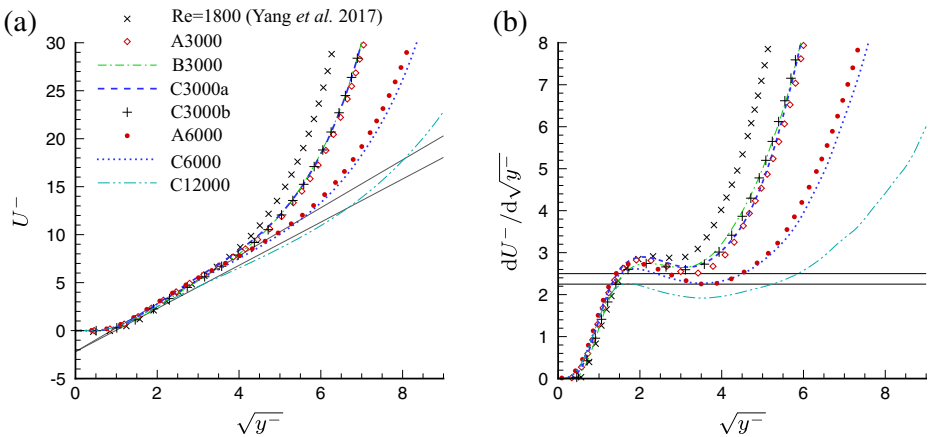 (a)
Re=1800 (Yang et al. 2017)
A3000
B3000
C3000a
C3000b
A6000
C6000
C12000
30
25
20
15
10
5
0
-5
U⁻
0 2 4 6 8
√y⁻
(b)
8
7
6
5
4
3
2
1
0
dU⁻/d√y⁻
0 2 4 6 8
√y⁻